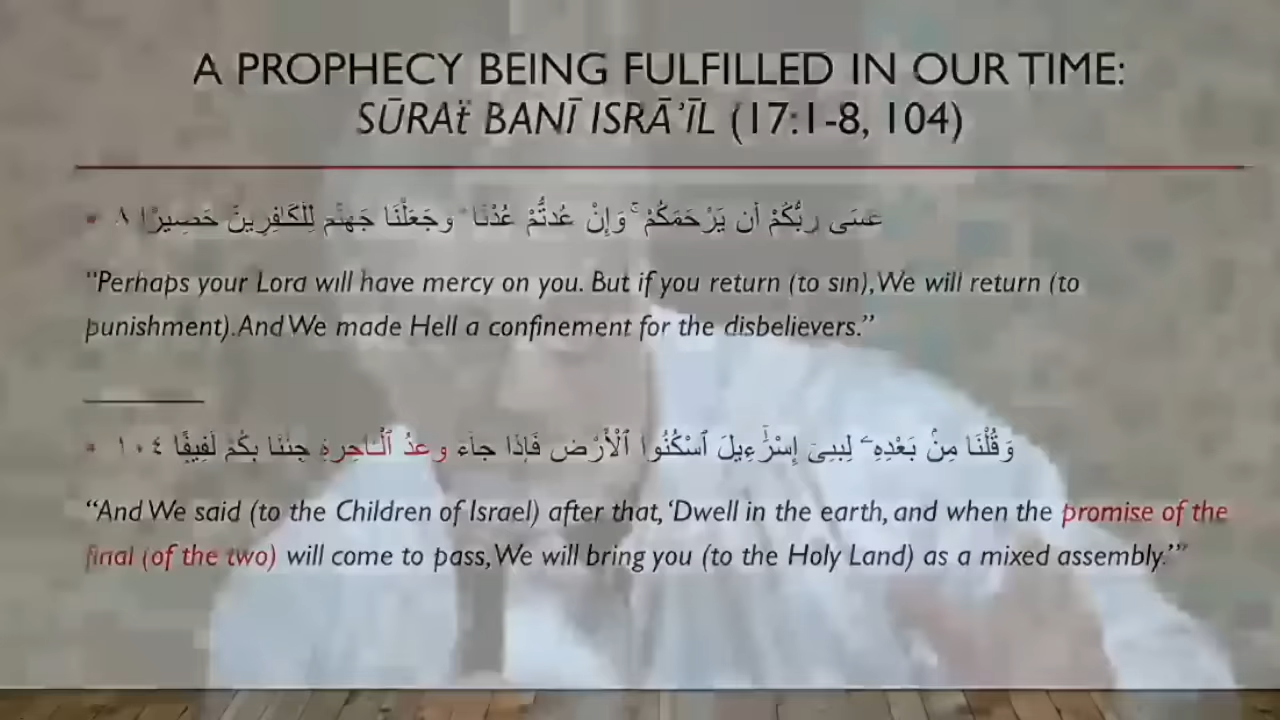 A PROPHECY BEING FULFILLED IN OUR TIME:
SŪRAẗ BANĪ ISRĀʾĪL (17:1-8, 104)
عَسَى رَبُّكُمْ أَن يَرْحَمَكُمْ ۚ وَإِنْ عُدتُّمْ عُدْنَا ۘ وَجَعَلْنَا جَهَنَّمَ لِلْكَافِرِينَ حَصِيرًا ٨
"Perhaps your Lord will have mercy on you. But if you return (to sin), We will return (to
punishment). And We made Hell a confinement for the disbelievers.”
وَقُلْنَا مِنۢ بَعْدِهِۦ لِبَنِىٓ إِسْرَٰٓءِيلَ ٱسْكُنُوا ٱلْأَرْضَ فَإِذَا جَآءَ وَعْدُ ٱلْـَٔاخِرَةِ جِئْنَا بِكُمْ لَفِيفًا ١٠٤
“And We said (to the Children of Israel) after that, ‘Dwell in the earth, and when the promise of the
final (of the two) will come to pass, We will bring you (to the Holy Land) as a mixed assembly.’”